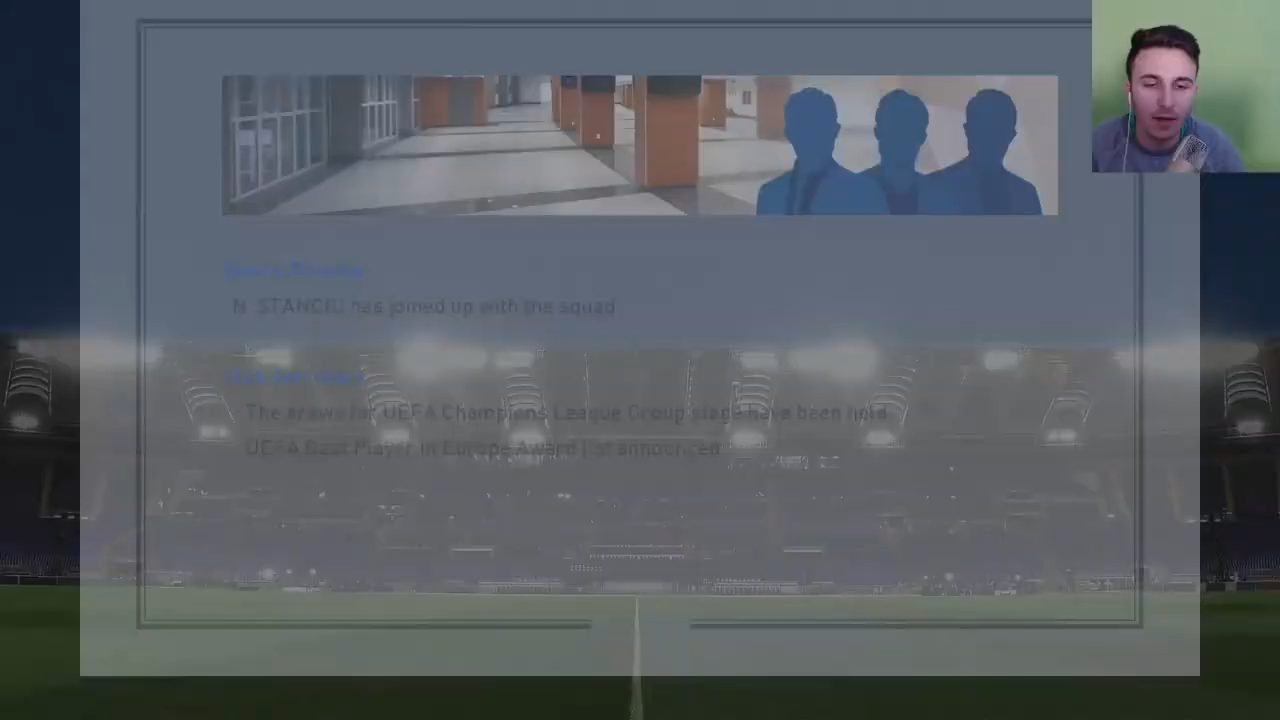 N. STANCIU has joined up with the squad
The draws for UEFA Champions League Group stage have been held
UEFA Best Player in Europe Award list announced